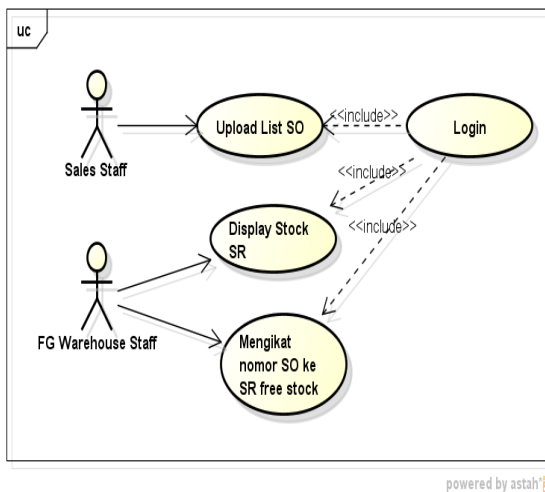 uc
Sales Staff
Upload List SO
<<include>>
Login
<<include>>
Display Stock
SR
<<include>>
FG Warehouse Staff
Mengikat
nomor SO ke
SR free stock
powered by astah*